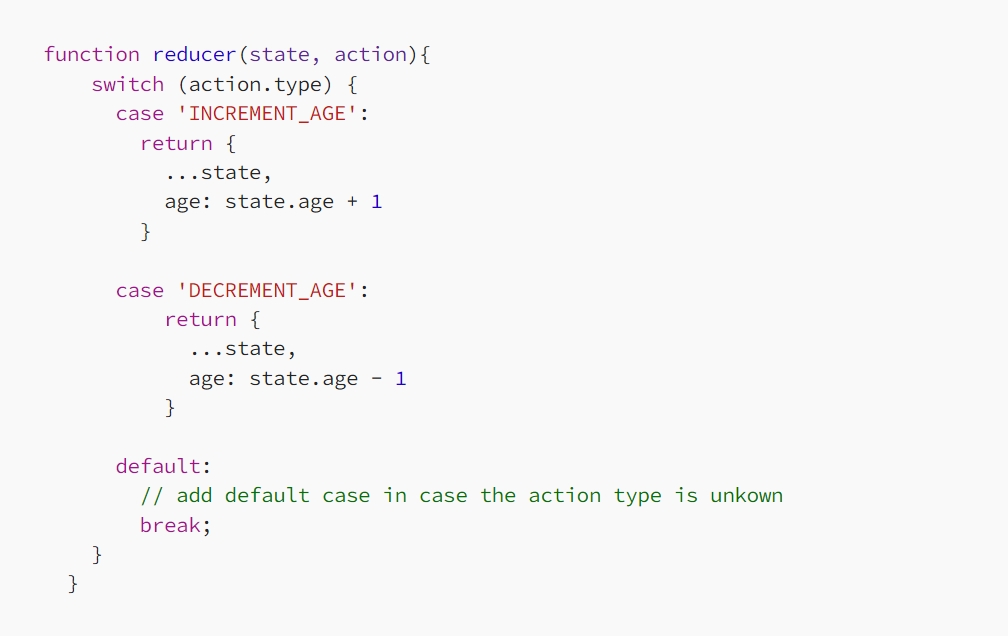 function reducer(state, action){
    switch (action.type) {
      case 'INCREMENT_AGE':
        return {
          ...state,
          age: state.age + 1
        }

      case 'DECREMENT_AGE':
          return {
            ...state,
            age: state.age - 1
          }

      default:
        // add default case in case the action type is unkown
        break;
    }
  }